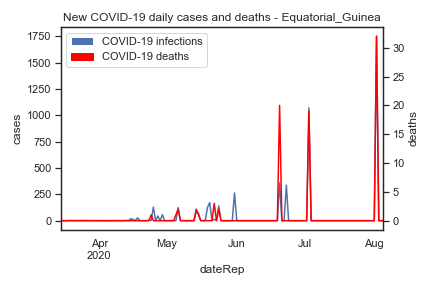 New COVID-19 daily cases and deaths - Equatorial_Guinea
COVID-19 infections
COVID-19 deaths
1750
1500
1250
1000
750
500
250
0
cases
30
25
20
15
10
5
0
deaths
Apr
2020
May
Jun
Jul
Aug
dateRep